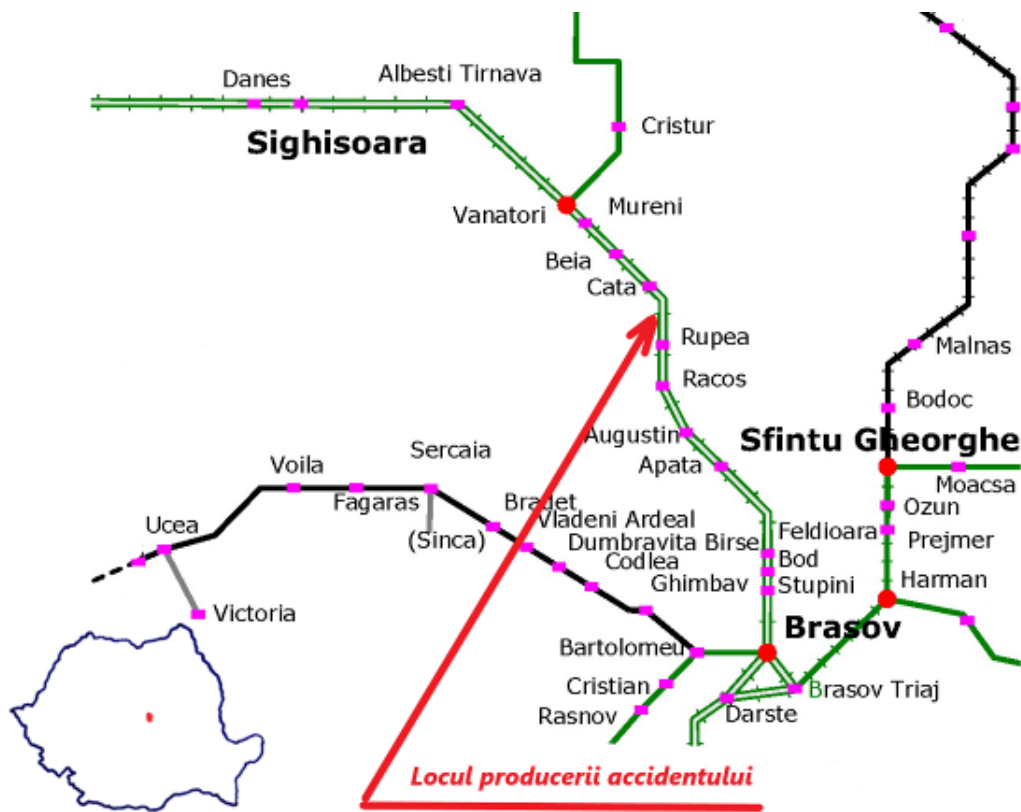 Danes
Albesti Tirnava
Sighisoara
Cristur
Vanatori
Mureni
Beia
Cata
Rupea
Racos
Malnas
Bodoc
Augustin
Sfintu Gheorghe
Apata
Moacsa
Sercaia
Voila
Fagaras
Bradet
Ozun
Ucea
(Sinca)
Vladeni Ardeal
Feldioara
Prejmer
Dumbravita Birse
Codlea
Bod
Ghimbav
Stupini
Harman
Victoria
Brasov
Bartolomeu
Cristian
Brasov Triaj
Rasnov
Darste
Locul producerii accidentului